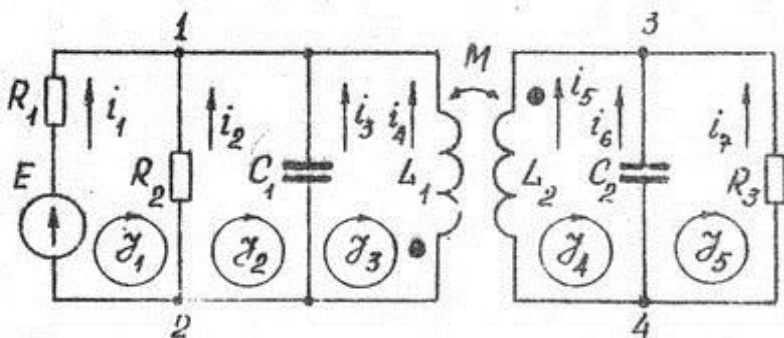 1
3
M
R₁
i₁
i₂
i₃
i₄
i₅
i₆
i₇
E
R₂
C₁
L₁
L₂
C₂
R₃
𝒥₁
𝒥₂
𝒥₃
𝒥₄
𝒥₅
2
4